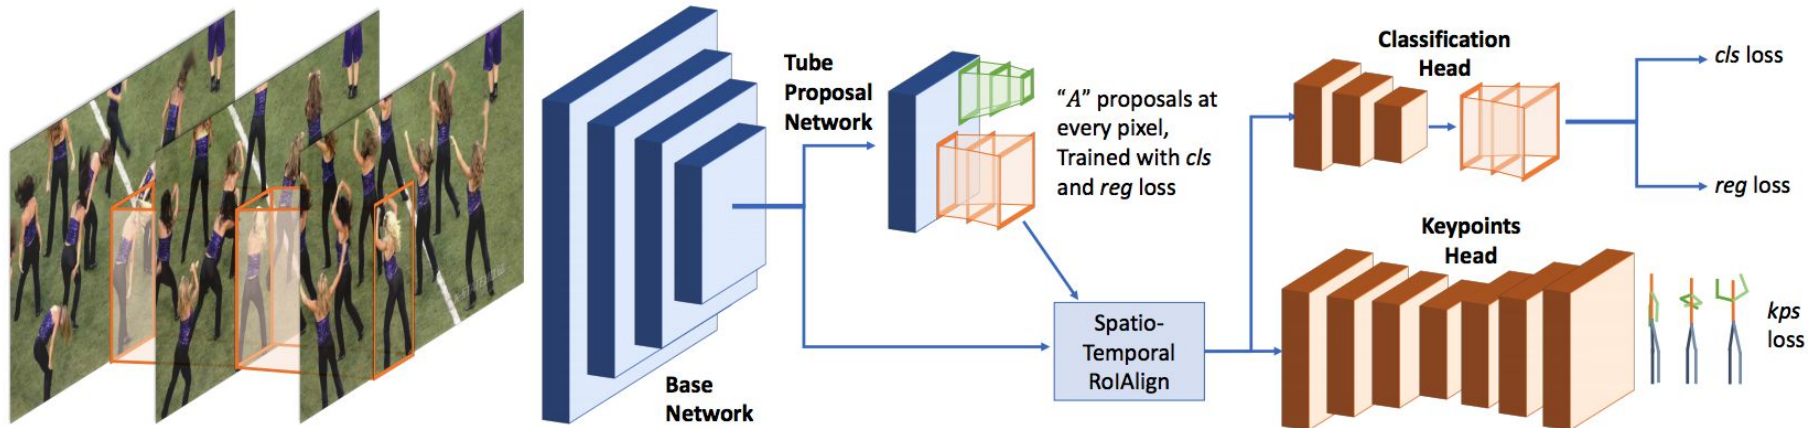 Tube
Proposal
Network
Base
Network
“A” proposals at
every pixel,
Trained with cls
and reg loss
Spatio-
Temporal
RoIAlign
Classification
Head
cls loss
reg loss
Keypoints
Head
kps
loss